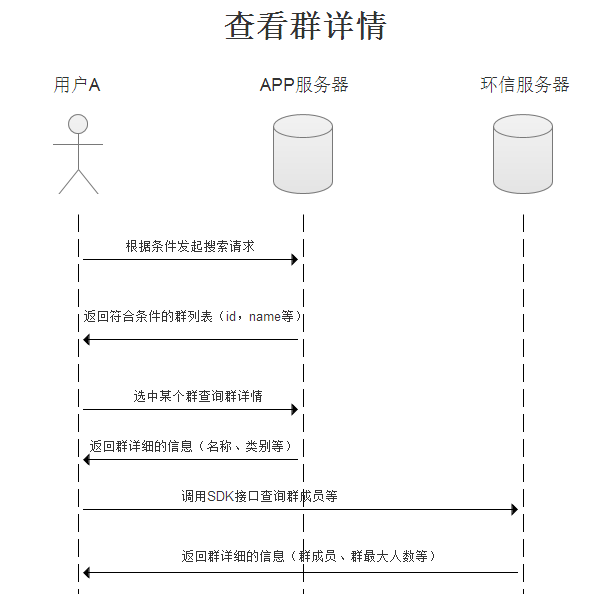 查看群详情
用户A
APP服务器
环信服务器
根据条件发起搜索请求
返回符合条件的群列表（id，name等）
选中某个群查询群详情
返回群详细的信息（名称、类别等）
调用SDK接口查询群成员等
返回群详细的信息（群成员、群最大人数等）